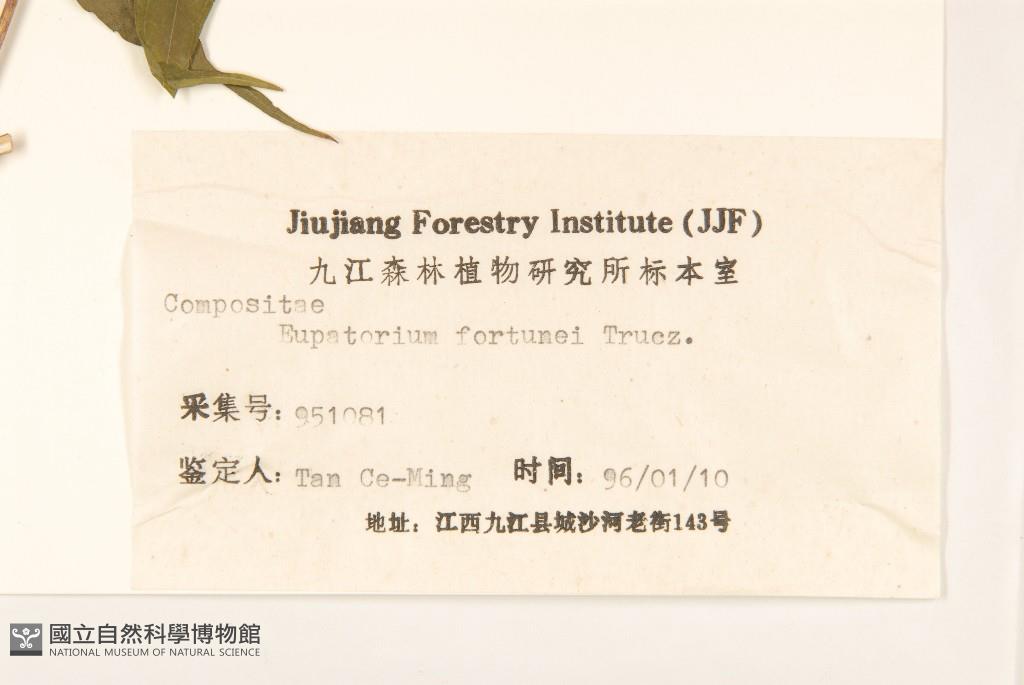 Jiujiang Forestry Institute (JJF)
九江森林植物研究所标本室
Compositae
Eupatorium fortunei Trucz.
采集号: 951081
鉴定人: Tan Ce-Ming 时间: 96/01/10
地址: 江西九江县城沙河老街143号
國立自然科學博物館
NATIONAL MUSEUM OF NATURAL SCIENCE